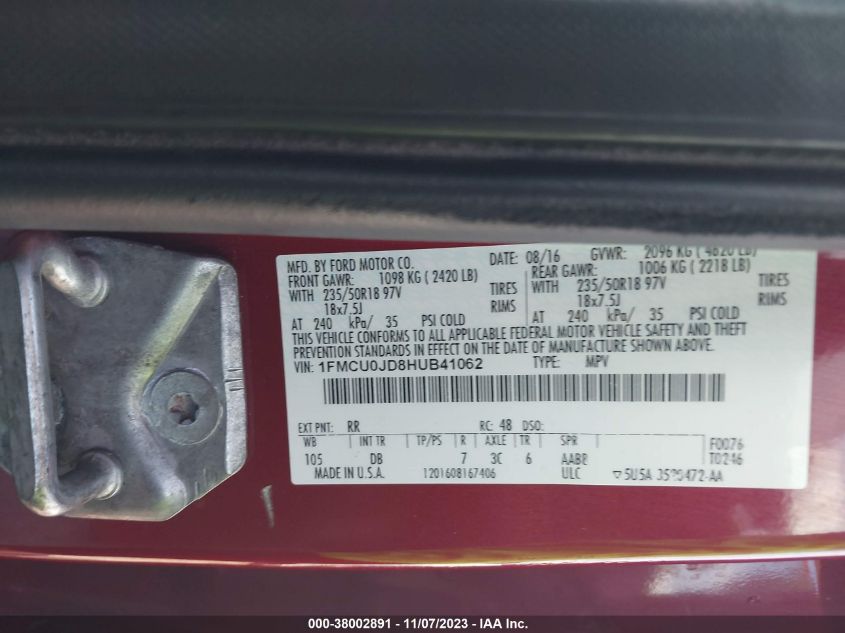 MFD. BY FORD MOTOR CO. DATE: 08/16 GVWR: 2096 KG ( 4620 LB)
FRONT GAWR: 1098 KG ( 2420 LB) REAR GAWR: 1006 KG ( 2218 LB)
WITH 235/50R18 97V TIRES WITH 235/50R18 97V TIRES
18x7.5J RIMS 18x7.5J RIMS
AT 240 kPa/ 35 PSI COLD AT 240 kPa/ 35 PSI COLD
THIS VEHICLE CONFORMS TO ALL APPLICABLE FEDERAL MOTOR VEHICLE SAFETY AND THEFT
PREVENTION STANDARDS IN EFFECT ON THE DATE OF MANUFACTURE SHOWN ABOVE.
VIN: 1FMCU0JD8HUB41062 TYPE: MPV
EXT PNT: RR RC: 48 DSO:
WB INT TR TP/PS R AXLE TR SPR F0076
105 DB 7 3C 6 AABR T0246
MADE IN U.S.A. 1201608167406 ULC ▽5U5A
000-38002891 - 11/07/2023 - IAA Inc.